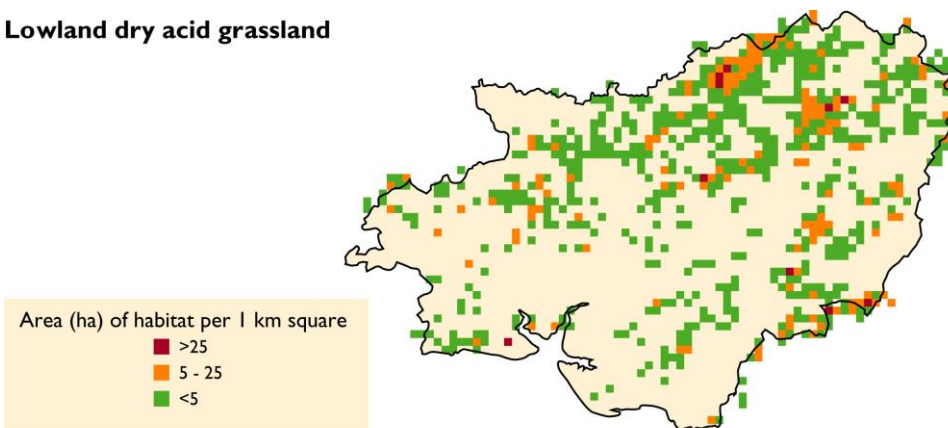 Lowland dry acid grassland
Area (ha) of habitat per 1 km square
>25
5 - 25
<5